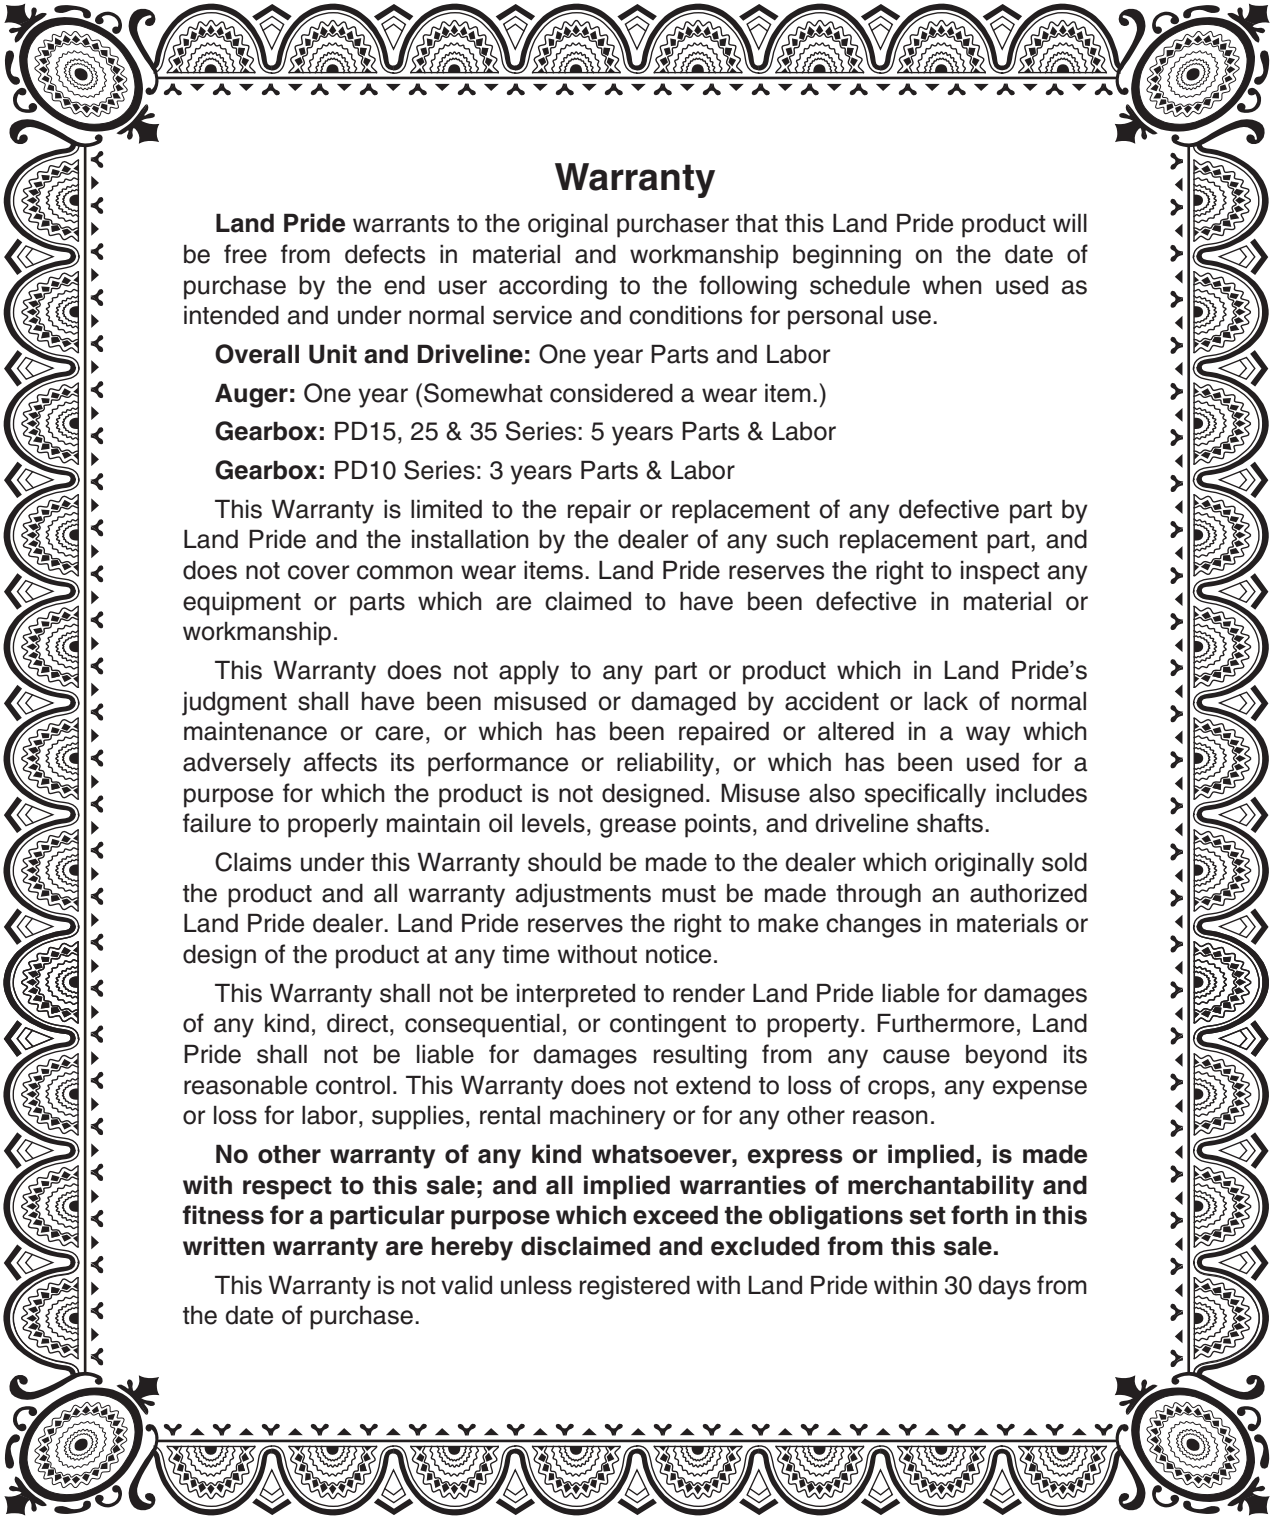 Warranty
Land Pride warrants to the original purchaser that this Land Pride product will
be free from defects in material and workmanship beginning on the date of
purchase by the end user according to the following schedule when used as
intended and under normal service and conditions for personal use.
Overall Unit and Driveline: One year Parts and Labor
Auger: One year (Somewhat considered a wear item.)
Gearbox: PD15, 25 & 35 Series: 5 years Parts & Labor
Gearbox: PD10 Series: 3 years Parts & Labor
This Warranty is limited to the repair or replacement of any defective part by
Land Pride and the installation by the dealer of any such replacement part, and
does not cover common wear items. Land Pride reserves the right to inspect any
equipment or parts which are claimed to have been defective in material or
workmanship.
This Warranty does not apply to any part or product which in Land Pride’s
judgment shall have been misused or damaged by accident or lack of normal
maintenance or care, or which has been repaired or altered in a way which
adversely affects its performance or reliability, or which has been used for a
purpose for which the product is not designed. Misuse also specifically includes
failure to properly maintain oil levels, grease points, and driveline shafts.
Claims under this Warranty should be made to the dealer which originally sold
the product and all warranty adjustments must be made through an authorized
Land Pride dealer. Land Pride reserves the right to make changes in materials or
design of the product at any time without notice.
This Warranty shall not be interpreted to render Land Pride liable for damages
of any kind, direct, consequential, or contingent to property. Furthermore, Land
Pride shall not be liable for damages resulting from any cause beyond its
reasonable control. This Warranty does not extend to loss of crops, any expense
or loss for labor, supplies, rental machinery or for any other reason.
No other warranty of any kind whatsoever, express or implied, is made
with respect to this sale; and all implied warranties of merchantability and
fitness for a particular purpose which exceed the obligations set forth in this
written warranty are hereby disclaimed and excluded from this sale.
This Warranty is not valid unless registered with Land Pride within 30 days from
the date of purchase.